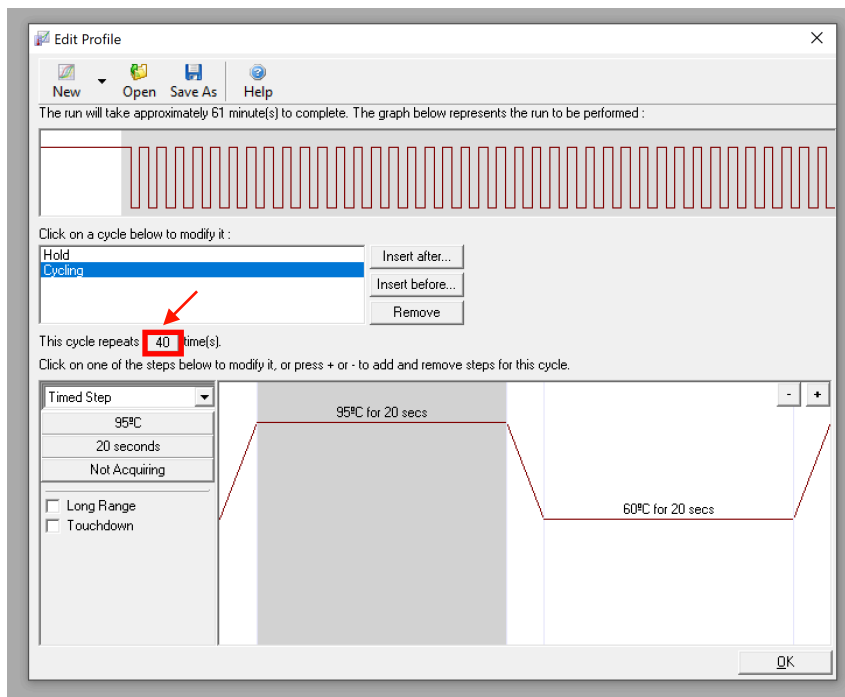 Edit Profile
New Open Save As Help
The run will take approximately 61 minute(s) to complete. The graph below represents the run to be performed :
Click on a cycle below to modify it :
Hold
Cycling
Insert after...
Insert before...
Remove
This cycle repeats 40 time(s).
Click on one of the steps below to modify it, or press + or - to add and remove steps for this cycle.
Timed Step
- +
95ºC
20 seconds
Not Acquiring
Long Range
Touchdown
95ºC for 20 secs
60ºC for 20 secs
OK